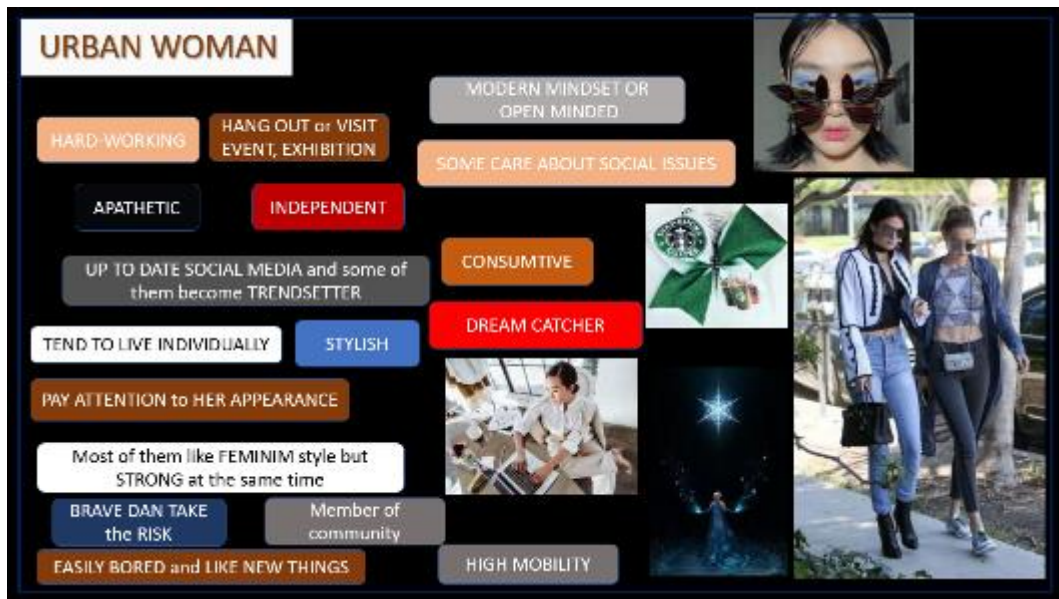 URBAN WOMAN
MODERN MINDSET OR
OPEN MINDED
HARD-WORKING
HANG OUT or VISIT
EVENT, EXHIBITION
SOME CARE ABOUT SOCIAL ISSUES
APATHETIC
INDEPENDENT
UP TO DATE SOCIAL MEDIA and some of
them become TRENDSETTER
CONSUMTIVE
DREAM CATCHER
TEND TO LIVE INDIVIDUALLY
STYLISH
PAY ATTENTION to HER APPEARANCE
Most of them like FEMINIM style but
STRONG at the same time
BRAVE DAN TAKE
the RISK
Member of
community
EASILY BORED and LIKE NEW THINGS
HIGH MOBILITY